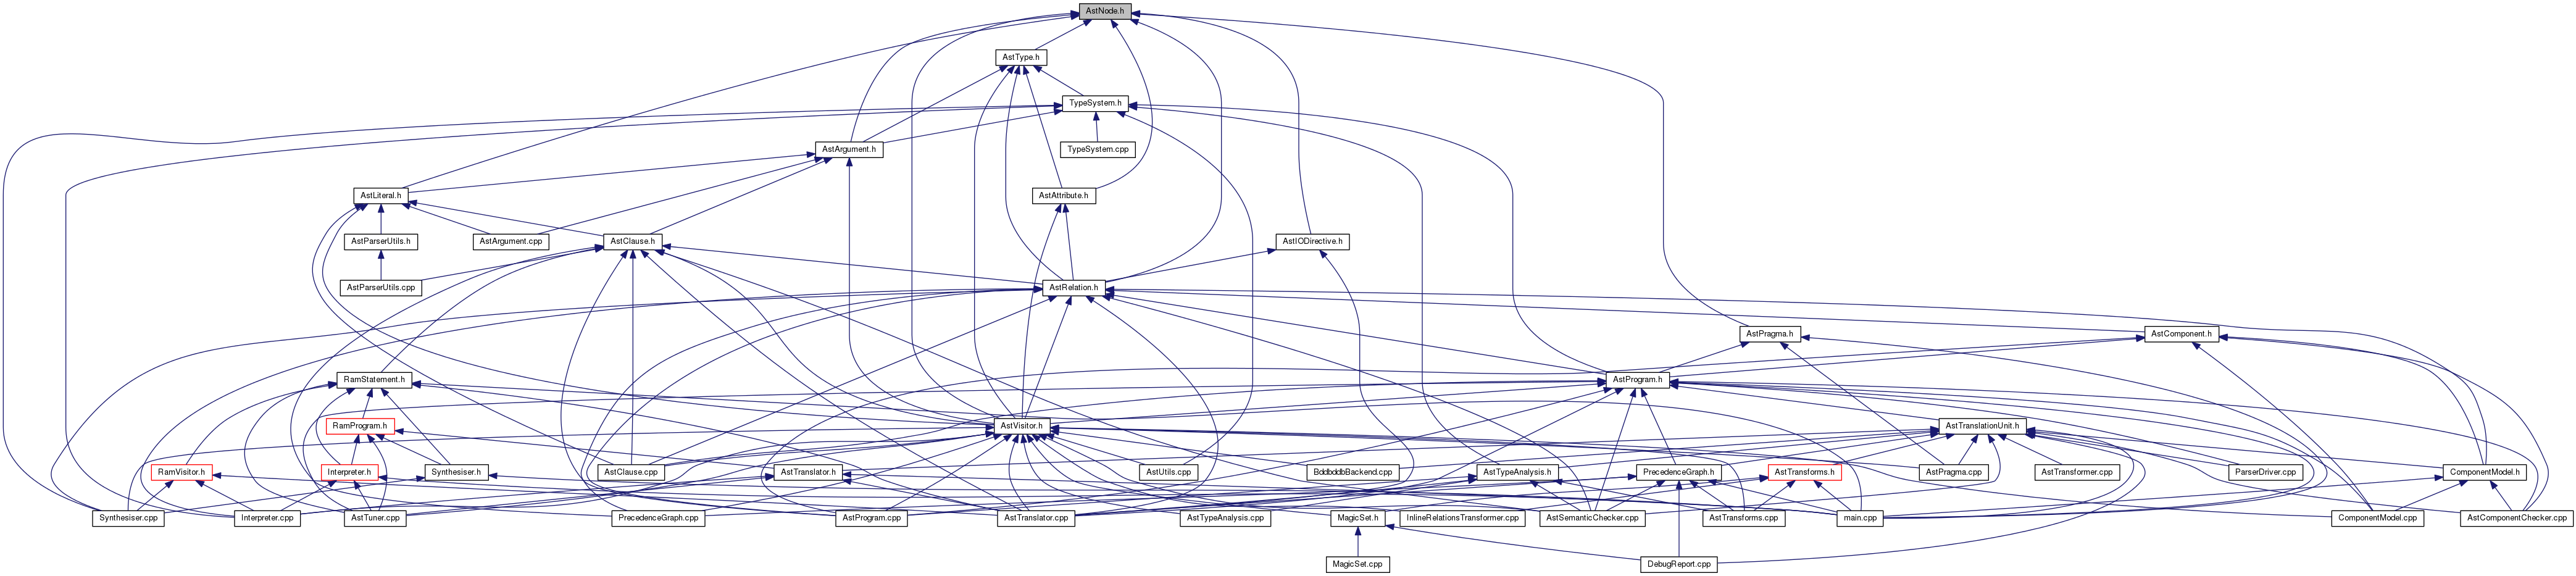 AstNode.h
AstType.h
TypeSystem.h
AstArgument.h
TypeSystem.cpp
AstLiteral.h
AstAttribute.h
AstParserUtils.h
AstArgument.cpp
AstClause.h
AstIODirective.h
AstParserUtils.cpp
AstRelation.h
AstPragma.h
AstComponent.h
RamStatement.h
AstProgram.h
RamProgram.h
AstVisitor.h
AstTranslationUnit.h
RamVisitor.h
Interpreter.h
Synthesiser.h
AstClause.cpp
AstTranslator.h
AstUtils.cpp
BddbddbBackend.cpp
AstTypeAnalysis.h
PrecedenceGraph.h
AstTransforms.h
AstPragma.cpp
AstTransformer.cpp
ParserDriver.cpp
ComponentModel.h
Synthesiser.cpp
Interpreter.cpp
AstTuner.cpp
PrecedenceGraph.cpp
AstProgram.cpp
AstTranslator.cpp
AstTypeAnalysis.cpp
MagicSet.h
InlineRelationsTransformer.cpp
AstSemanticChecker.cpp
AstTransforms.cpp
main.cpp
ComponentModel.cpp
AstComponentChecker.cpp
MagicSet.cpp
DebugReport.cpp